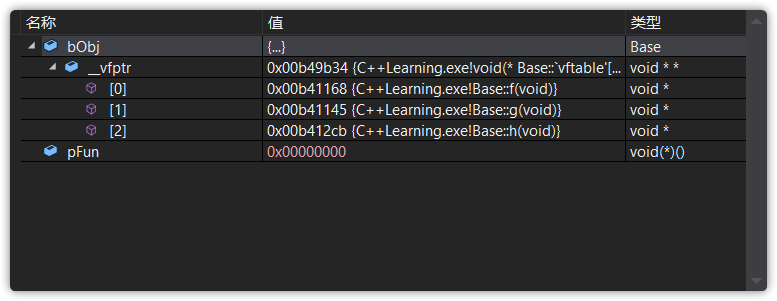 名称 值 类型
bObj {...} Base
__vfptr 0x00b49b34 {C++Learning.exe!void(* Base::`vftable'[... void * *
[0] 0x00b41168 {C++Learning.exe!Base::f(void)} void *
[1] 0x00b41145 {C++Learning.exe!Base::g(void)} void *
[2] 0x00b412cb {C++Learning.exe!Base::h(void)} void *
pFun 0x00000000 void(*)()